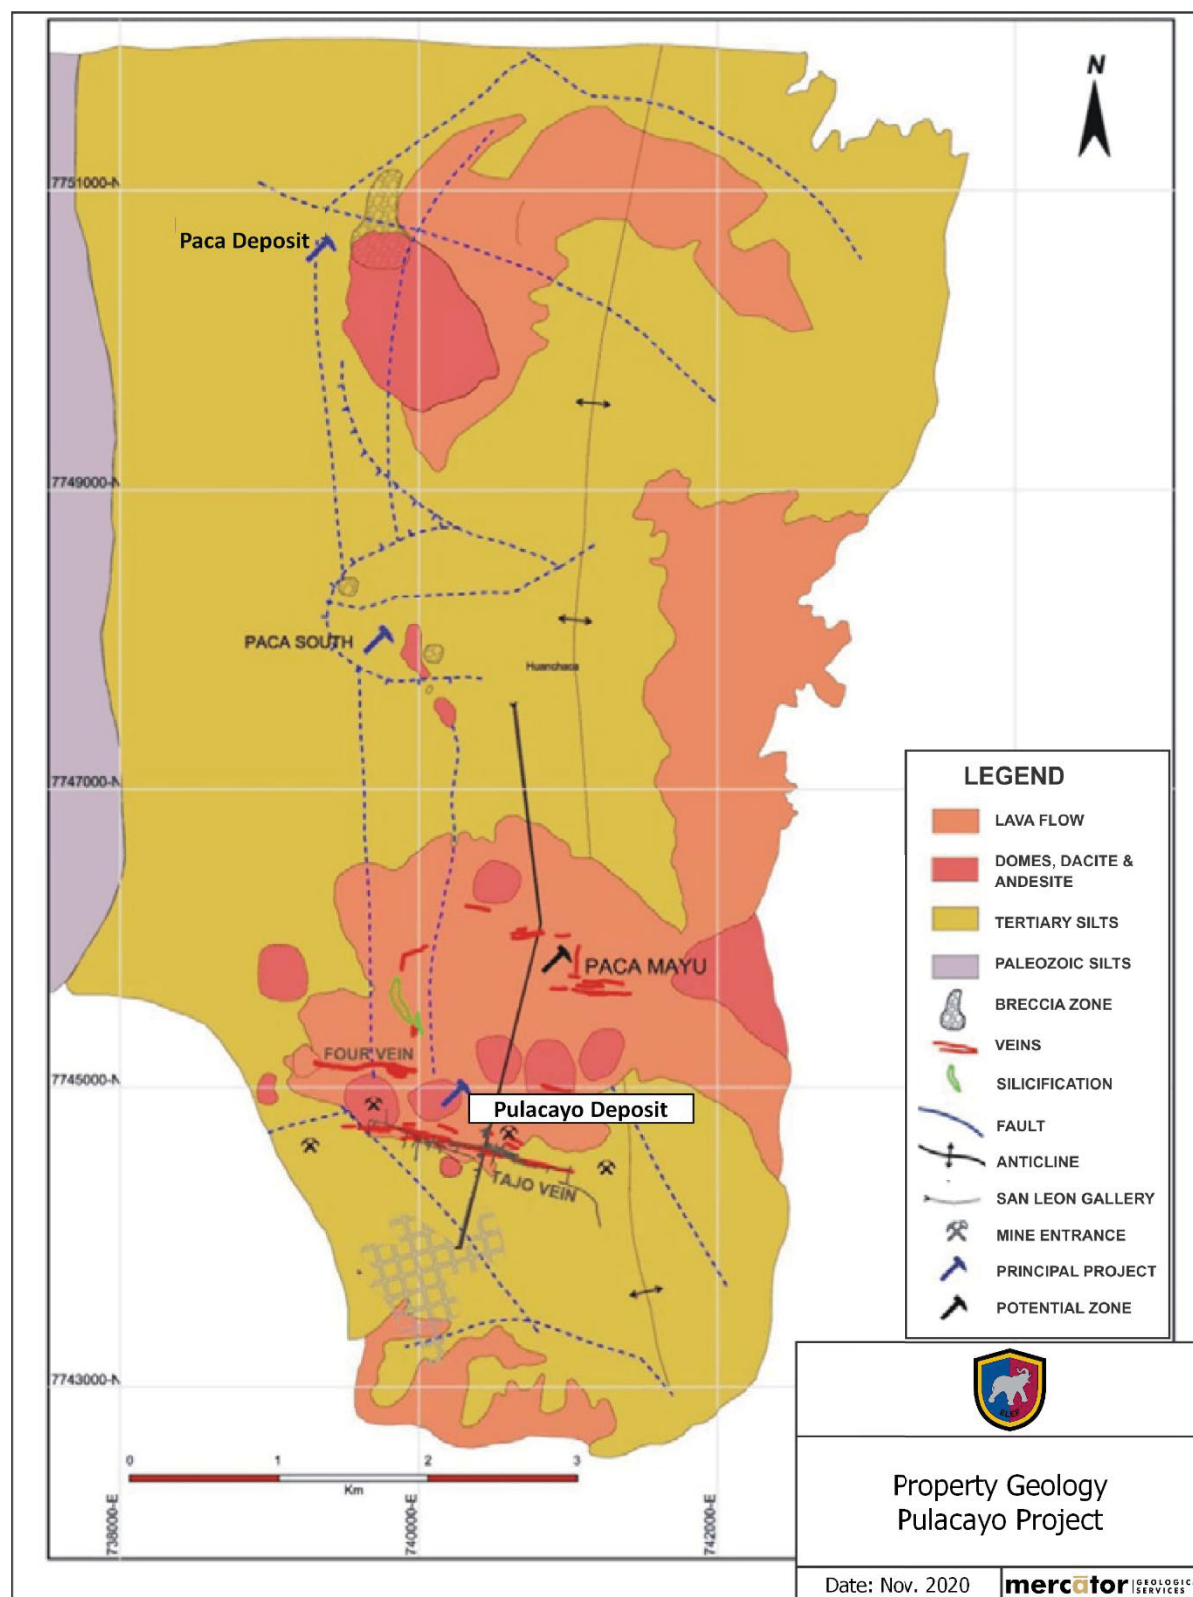 N
7751000-N
Paca Deposit
7749000-N
PACA SOUTH
Huanchaca
7747000-N
PACA MAYU
FOUR VEIN
7745000-N
Pulacayo Deposit
TAJO VEIN
7743000-N
0 1 2 3
Km
738000-E
740000-E
742000-E
LEGEND
LAVA FLOW
DOMES, DACITE &
ANDESITE
TERTIARY SILTS
PALEOZOIC SILTS
BRECCIA ZONE
VEINS
SILICIFICATION
FAULT
ANTICLINE
SAN LEON GALLERY
MINE ENTRANCE
PRINCIPAL PROJECT
POTENTIAL ZONE
ELEF
Property Geology
Pulacayo Project
Date: Nov. 2020
mercātor GEOLOGIC
SERVICES